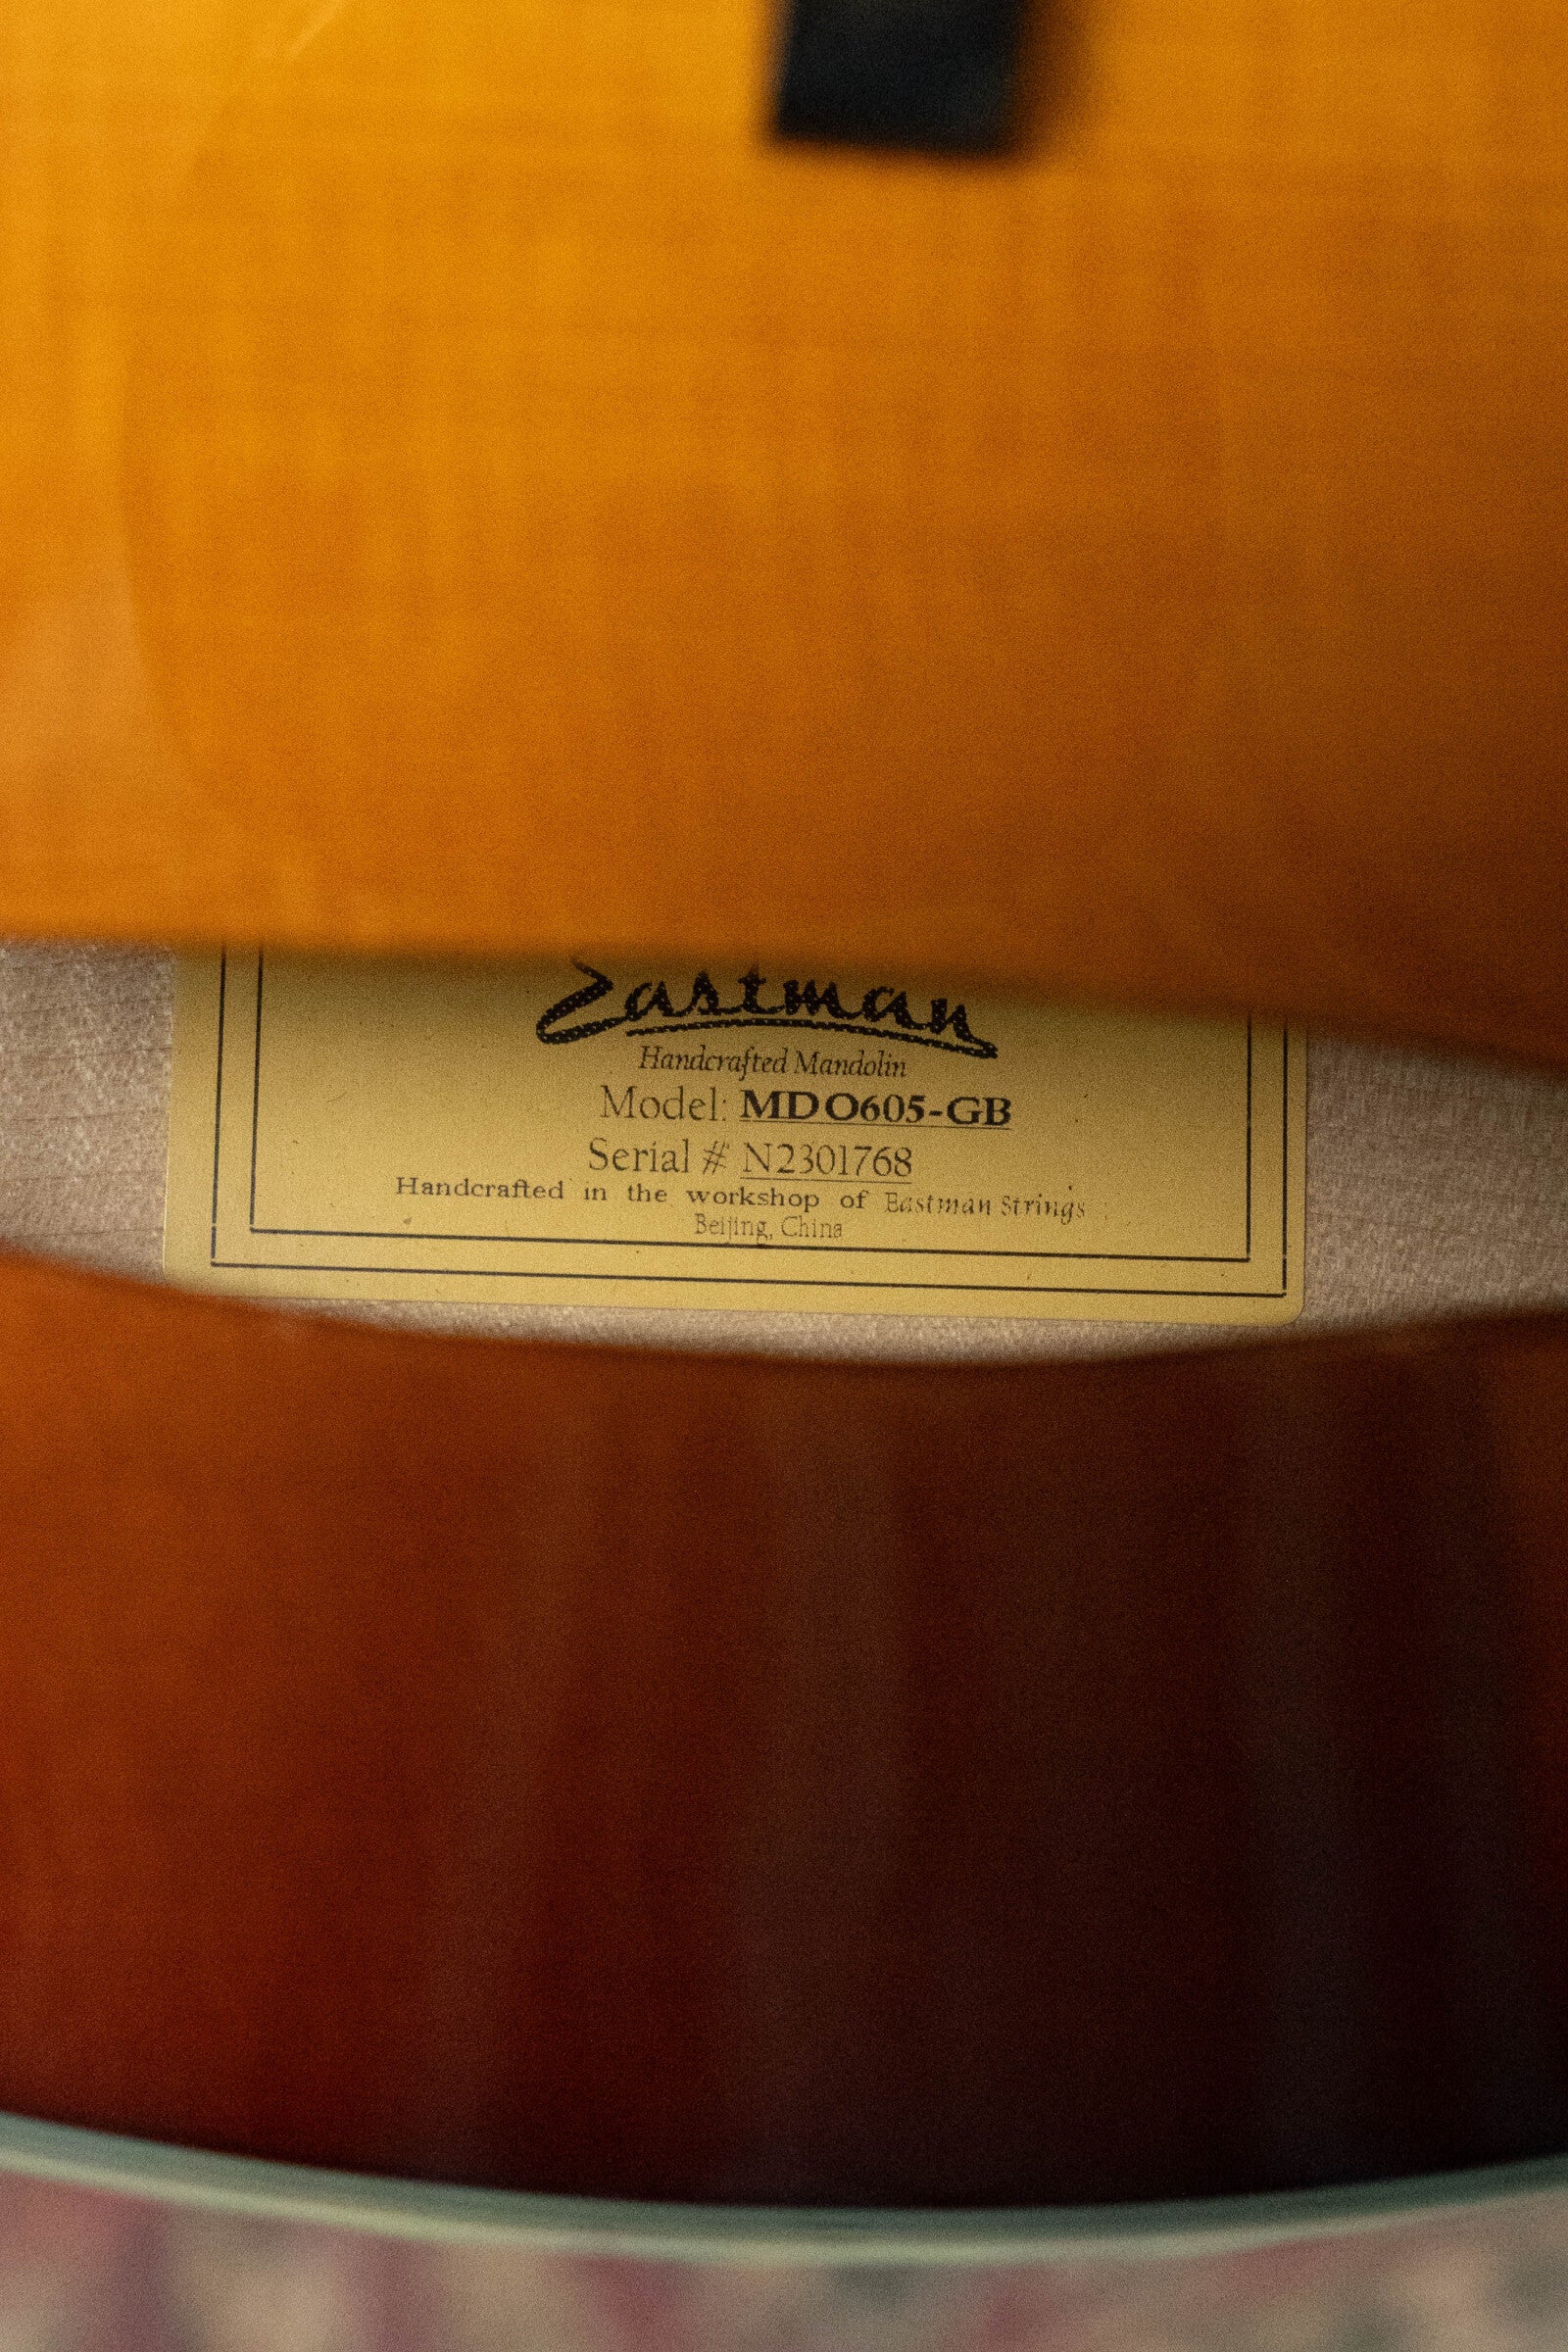 Eastman
Handcrafted Mandolin
Model: MDO605-GB
Serial # N2301768
Handcrafted in the workshop of Eastman Strings
Beijing, China